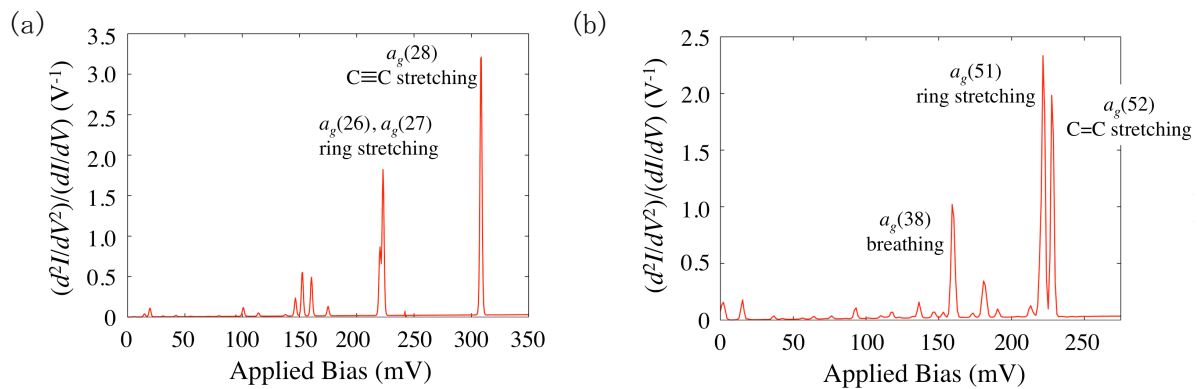 (a)
3.5
3.0
2.5
2.0
1.5
1.0
0.5
0
(d²I/dV²)/(dI/dV) (V⁻¹)
a_g(28)
C≡C stretching
a_g(26), a_g(27)
ring stretching
0 50 100 150 200 250 300 350
Applied Bias (mV)
(b)
2.5
2.0
1.5
1.0
0.5
0
(d²I/dV²)/(dI/dV) (V⁻¹)
a_g(51)
ring stretching
a_g(52)
C=C stretching
a_g(38)
breathing
0 50 100 150 200 250
Applied Bias (mV)